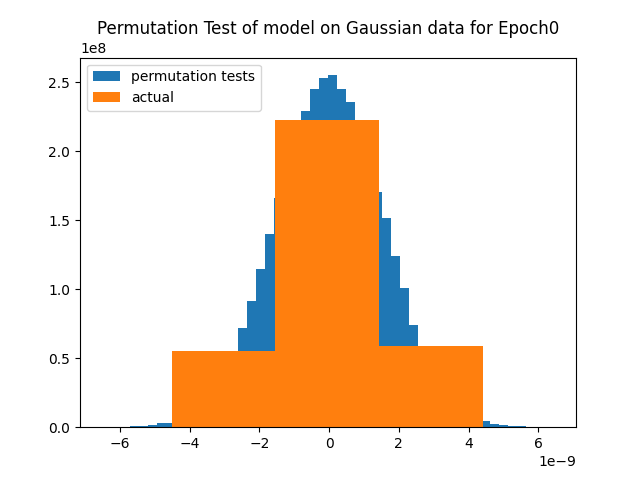 Permutation Test of model on Gaussian data for Epoch0
1e8
permutation tests
actual
2.5
2.0
1.5
1.0
0.5
0.0
−6 −4 −2 0 2 4 6
1e−9